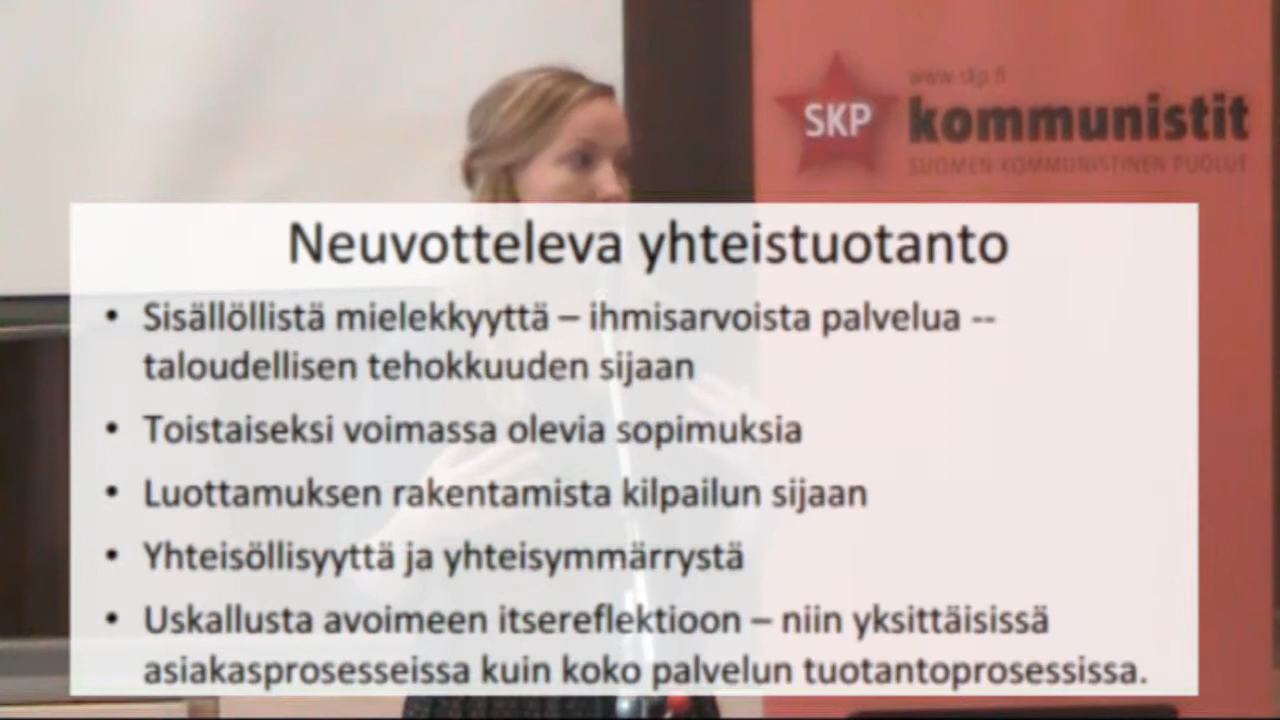 www.skp.fi
SKP kommunistit
SUOMEN KOMMUNISTINEN PUOLUE
Neuvotteleva yhteistuotanto
• Sisällöllistä mielekkyyttä – ihmisarvoista palvelua --
taloudellisen tehokkuuden sijaan
• Toistaiseksi voimassa olevia sopimuksia
• Luottamuksen rakentamista kilpailun sijaan
• Yhteisöllisyyttä ja yhteisymmärrystä
• Uskallusta avoimeen itsereflektioon – niin yksittäisissä
asiakasprosesseissa kuin koko palvelun tuotantoprosessissa.